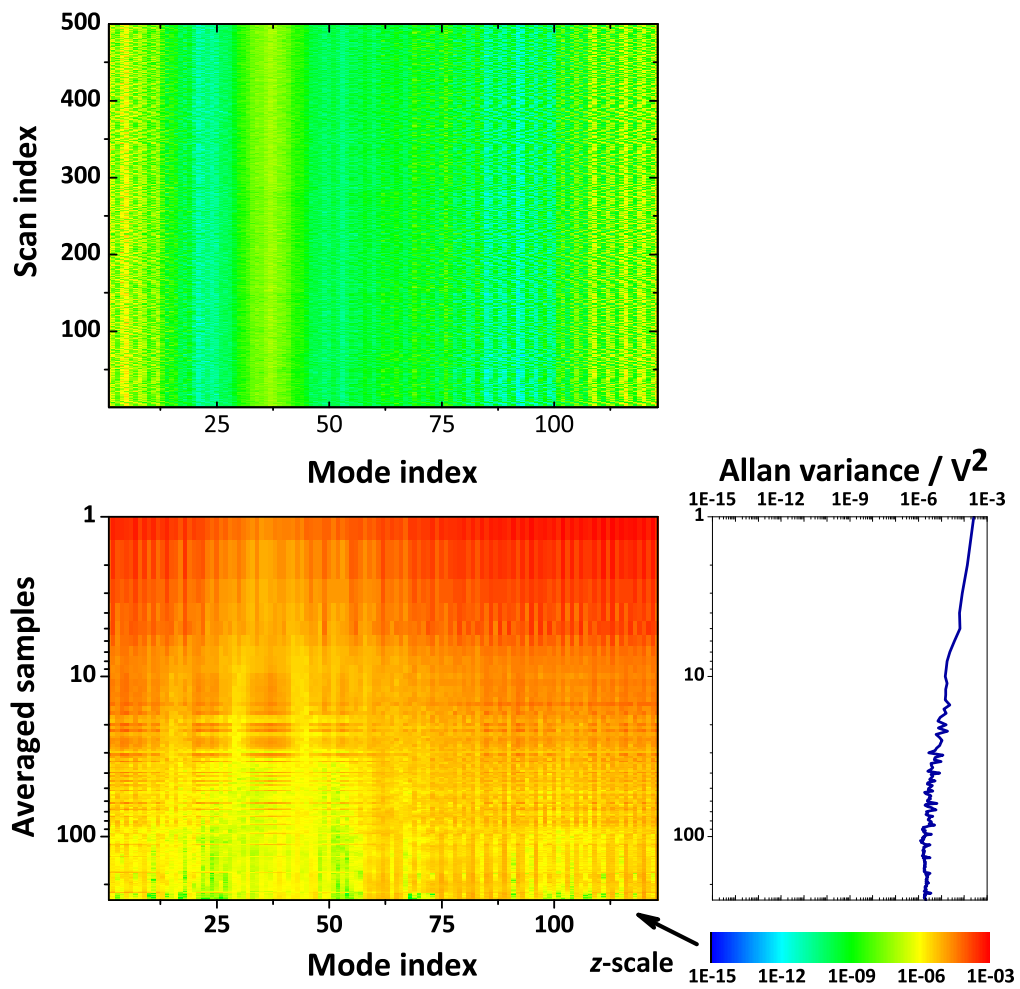 500
400
300
200
100
Scan index
25 50 75 100
Mode index
Allan variance / V2
1E-15 1E-12 1E-9 1E-6 1E-3
1
10
100
Averaged samples
1
10
100
25 50 75 100
Mode index
z-scale
1E-15 1E-12 1E-09 1E-06 1E-03